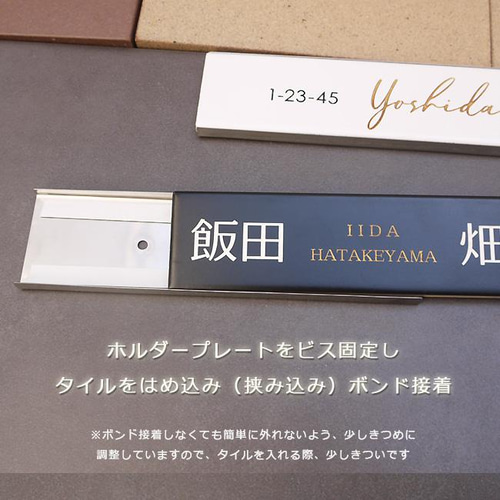 1-23-45 Yoshida
飯田 IIDA 畑
HATAKEYAMA
ホルダープレートをビス固定し
タイルをはめ込み（挟み込み）ボンド接着
※ボンド接着しなくても簡単に外れないよう、少しきつめに
調整していますので、タイルを入れる際、少しきついです